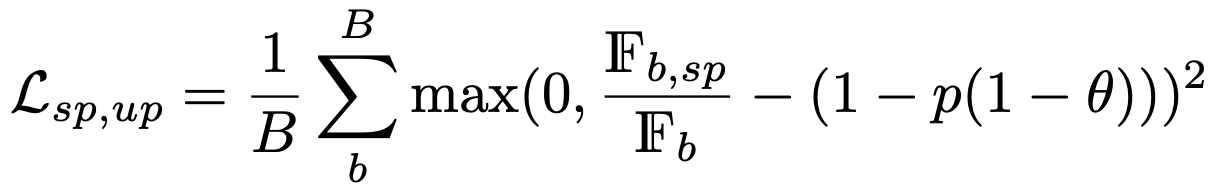 $$\mathcal{L}_{sp,up} = \frac{1}{B} \sum_{b}^{B} \max(0, \frac{\mathbb{F}_{b,sp}}{\mathbb{F}_{b}} - (1 - p(1 - \theta)))^2$$